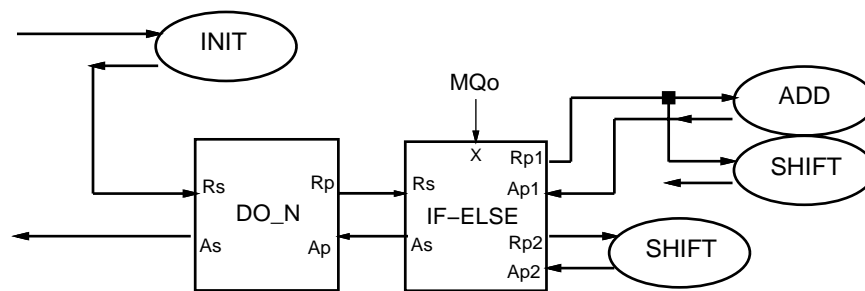 INIT
MQo
ADD
X
Rp1
Rs
Rp
Rs
Ap1
SHIFT
DO_N
IF-ELSE
As
Ap
As
Rp2
Ap2
SHIFT